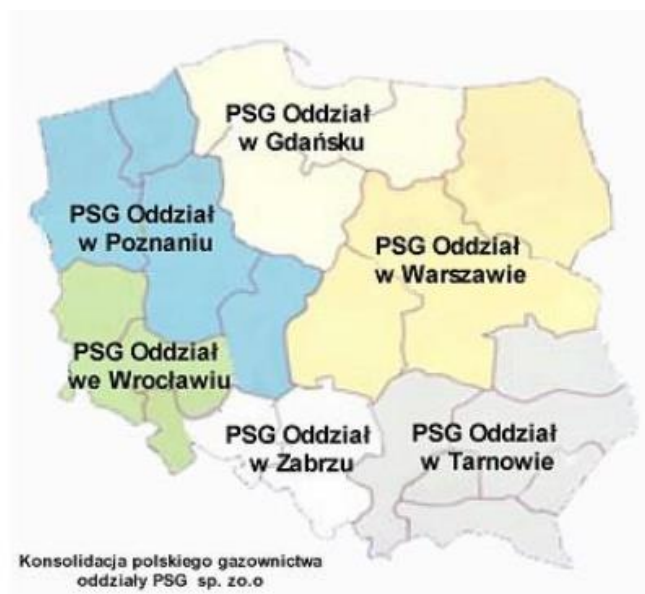 PSG Oddział
w Gdańsku
PSG Oddział
w Poznaniu
PSG Oddział
w Warszawie
PSG Oddział
we Wrocławiu
PSG Oddział
w Zabrzu
PSG Oddział
w Tarnowie
Konsolidacja polskiego gazownictwa
oddziały PSG sp. zo.o